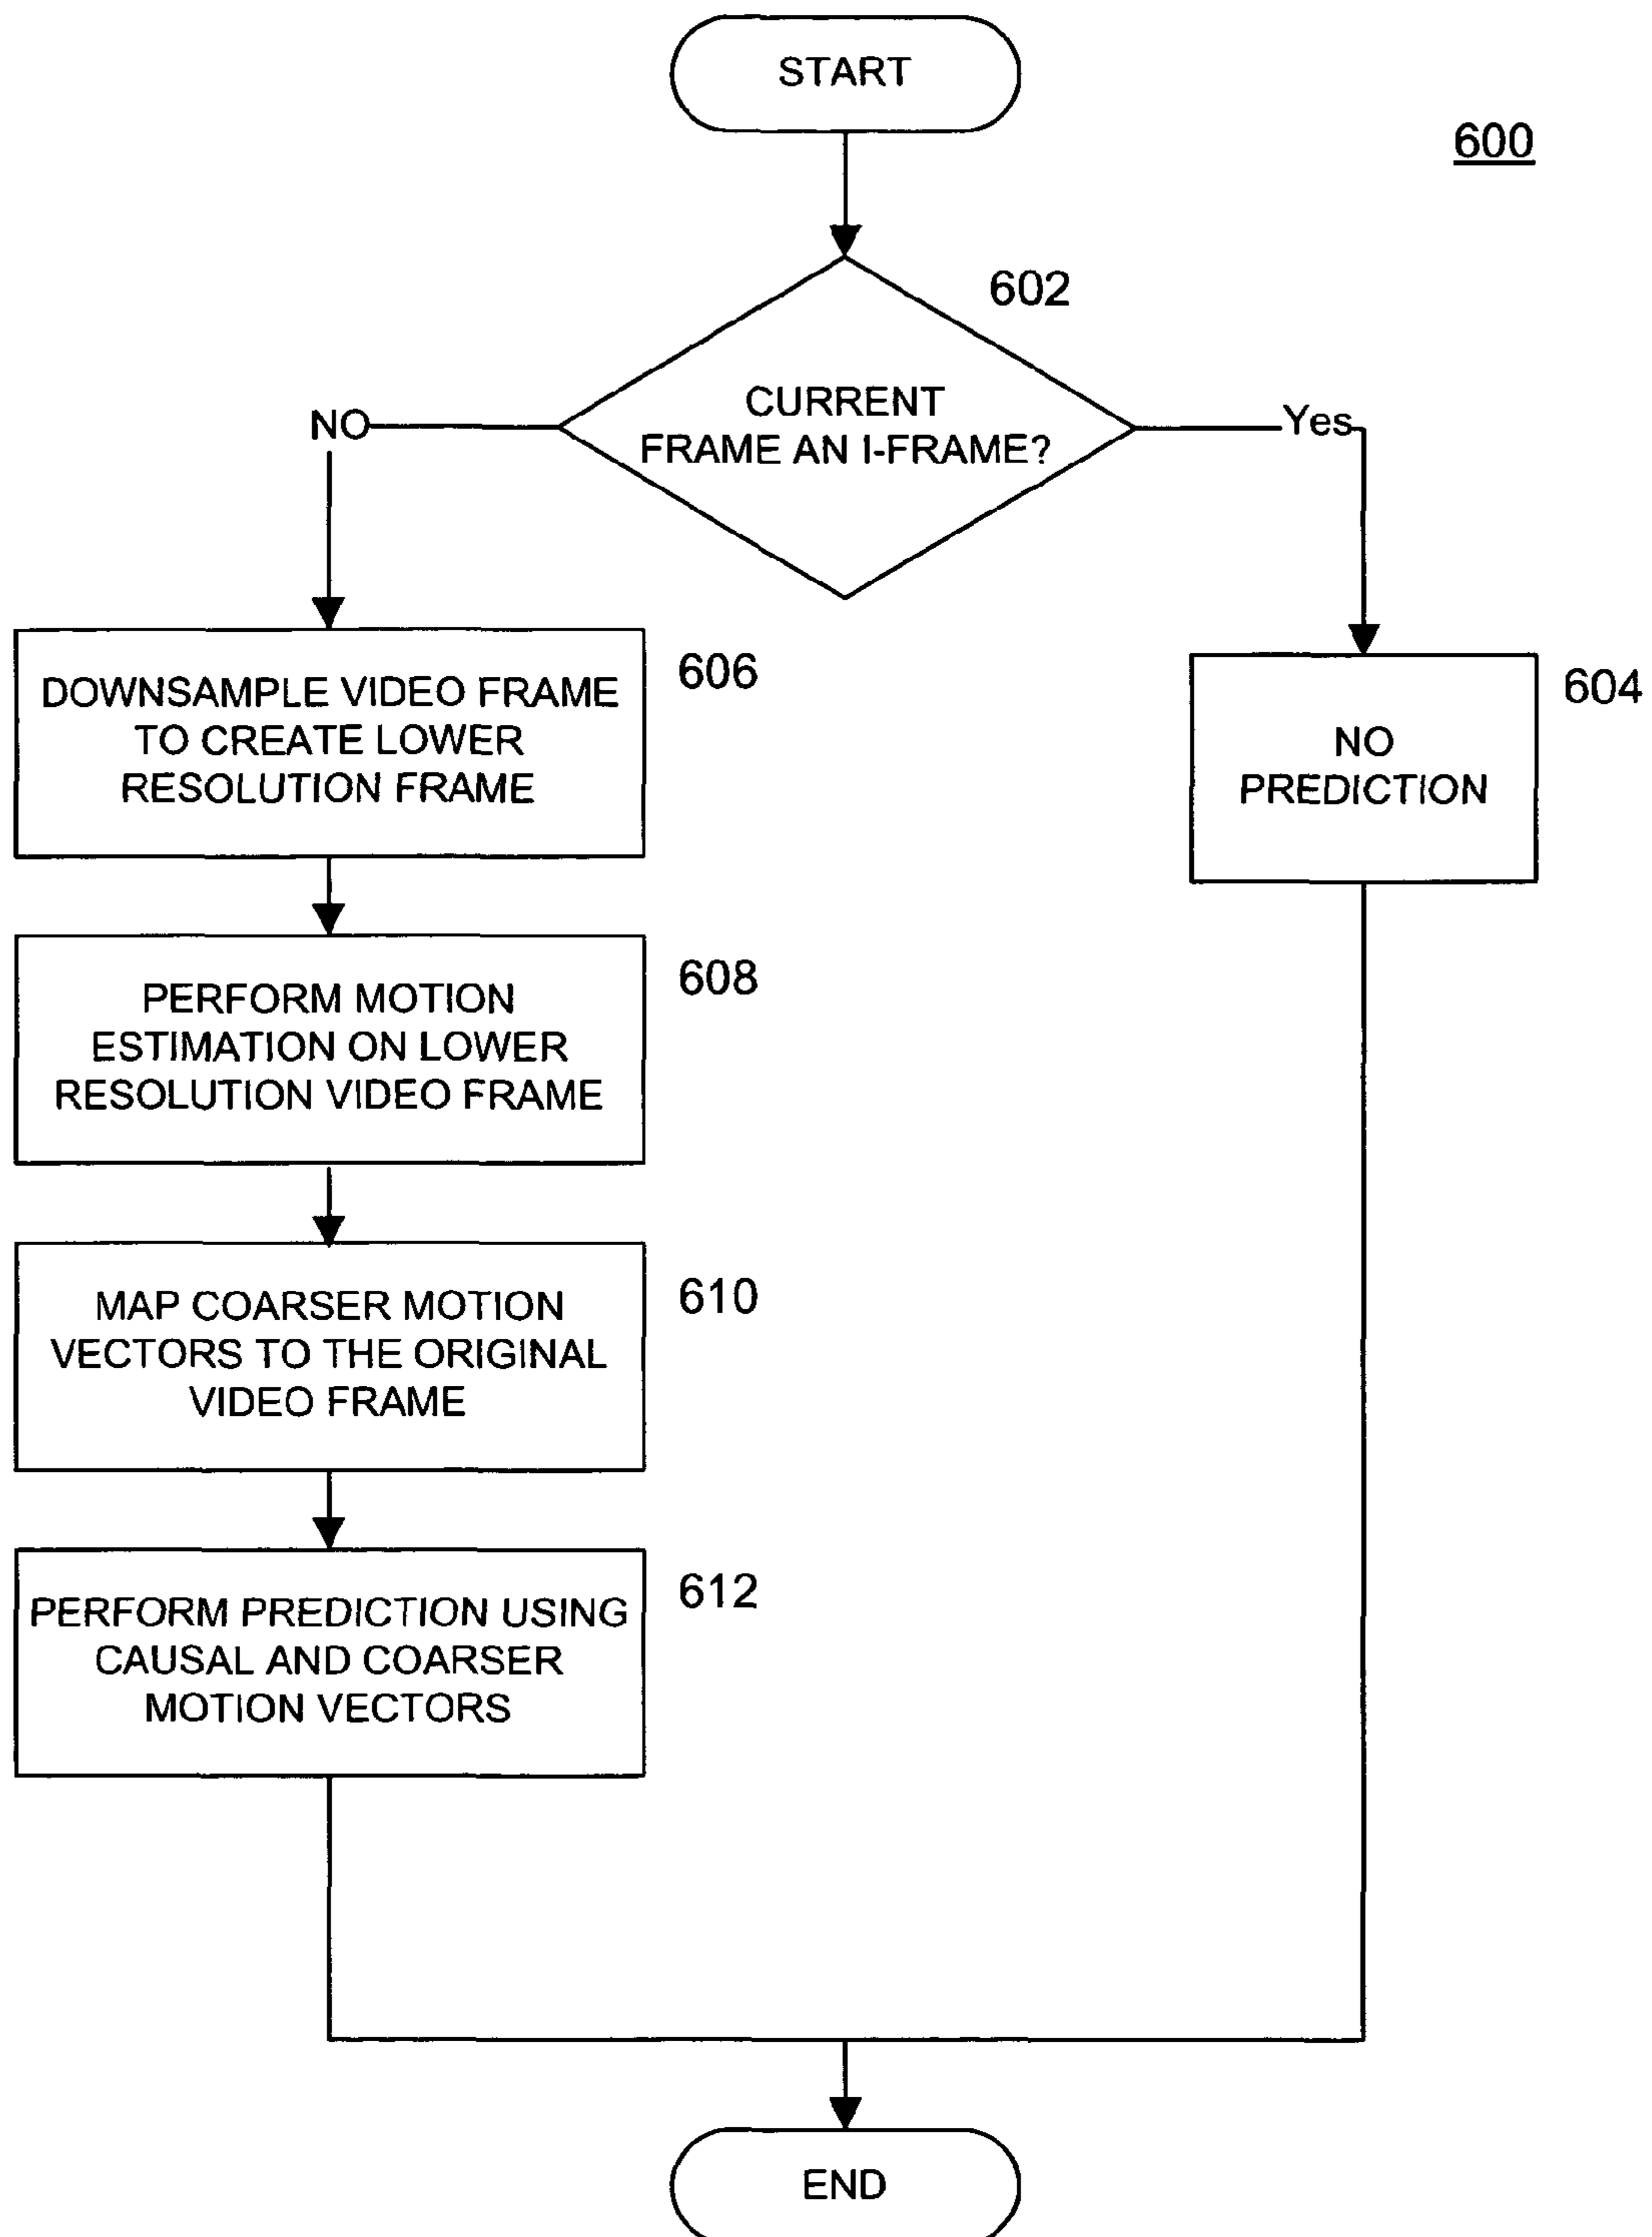 START
600
602
CURRENT
FRAME AN I-FRAME?
NO
Yes
606
DOWNSAMPLE VIDEO FRAME
TO CREATE LOWER
RESOLUTION FRAME
604
NO
PREDICTION
608
PERFORM MOTION
ESTIMATION ON LOWER
RESOLUTION VIDEO FRAME
610
MAP COARSER MOTION
VECTORS TO THE ORIGINAL
VIDEO FRAME
612
PERFORM PREDICTION USING
CAUSAL AND COARSER
MOTION VECTORS
END